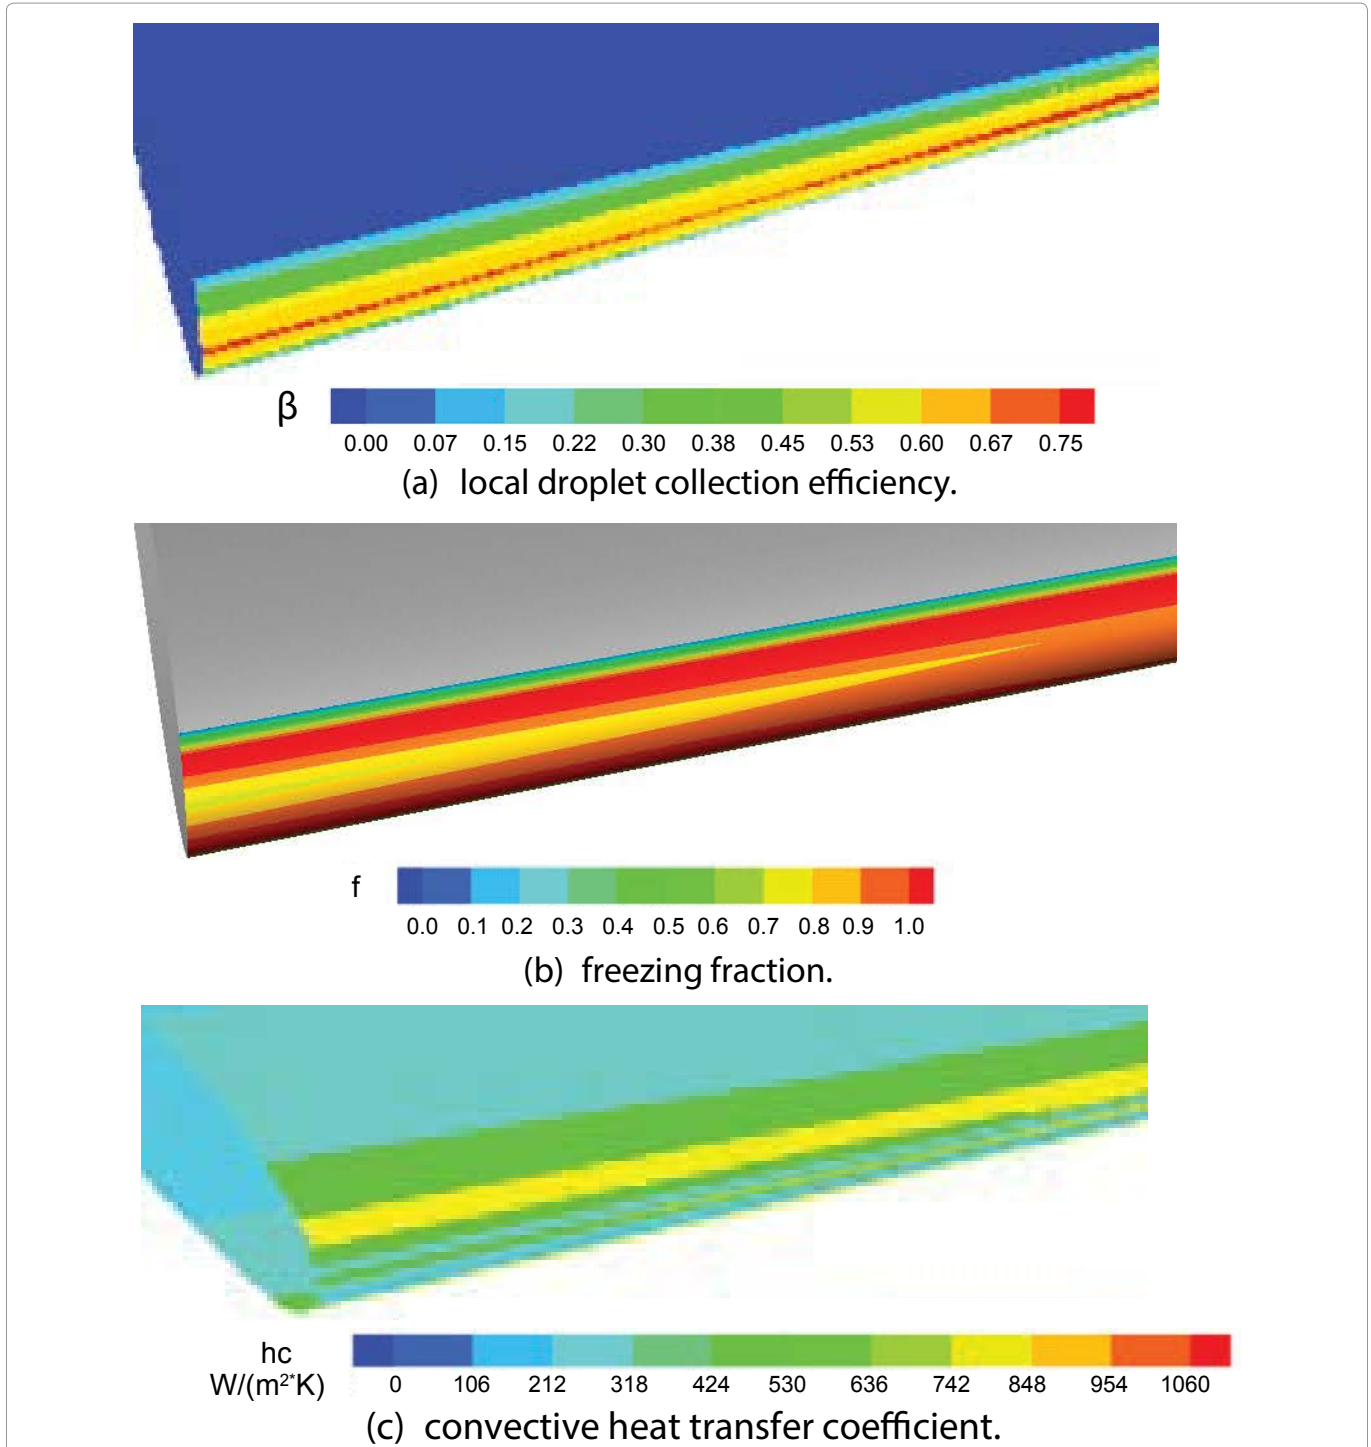 β
0.00 0.07 0.15 0.22 0.30 0.38 0.45 0.53 0.60 0.67 0.75
(a) local droplet collection efficiency.
f
0.0 0.1 0.2 0.3 0.4 0.5 0.6 0.7 0.8 0.9 1.0
(b) freezing fraction.
hc
W/(m²*K)
0 106 212 318 424 530 636 742 848 954 1060
(c) convective heat transfer coefficient.